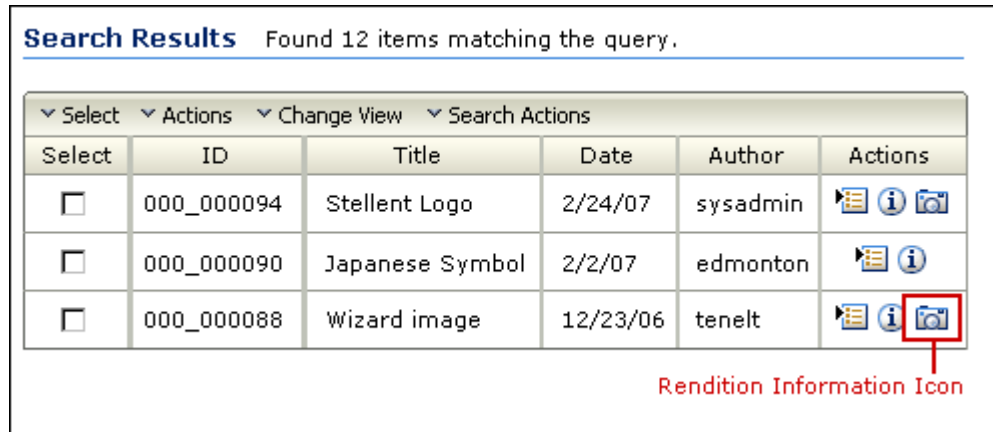 Search Results Found 12 items matching the query.
Select Actions Change View Search Actions
Select ID Title Date Author Actions
000_000094 Stellent Logo 2/24/07 sysadmin
000_000090 Japanese Symbol 2/2/07 edmonton
000_000088 Wizard image 12/23/06 tenelt
Rendition Information Icon